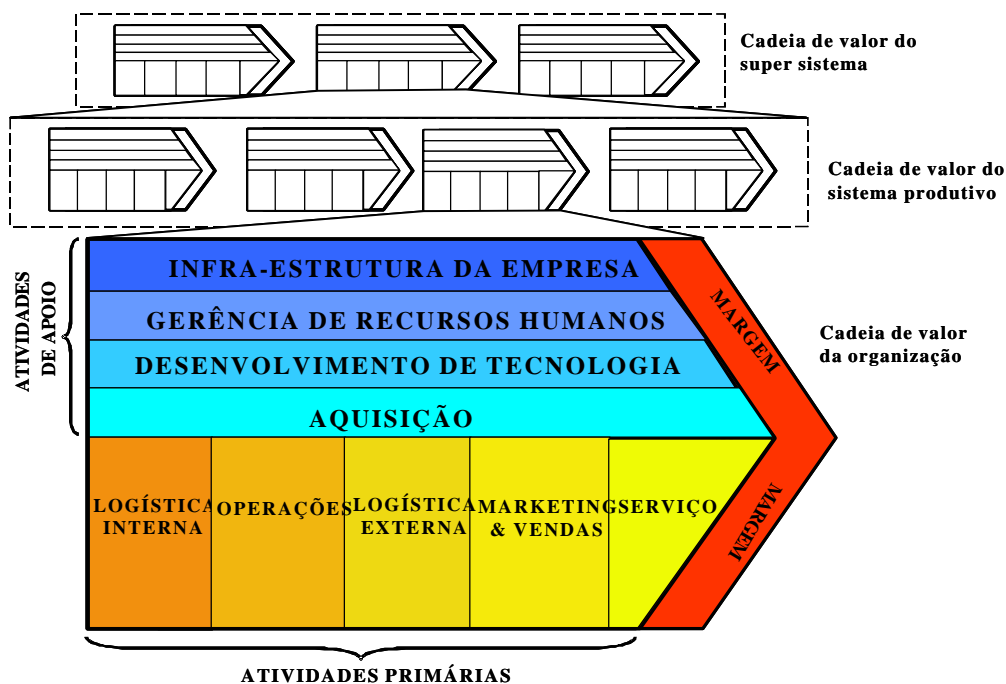 Cadeia de valor do
super sistema
Cadeia de valor do
sistema produtivo
ATIVIDADES
DE APOIO
INFRA-ESTRUTURA DA EMPRESA
GERÊNCIA DE RECURSOS HUMANOS
DESENVOLVIMENTO DE TECNOLOGIA
AQUISIÇÃO
MARGEM
Cadeia de valor
da organização
LOGÍSTICA
INTERNA
OPERAÇÕES
LOGÍSTICA
EXTERNA
MARKETING
& VENDAS
SERVIÇO
MARGEM
ATIVIDADES PRIMÁRIAS